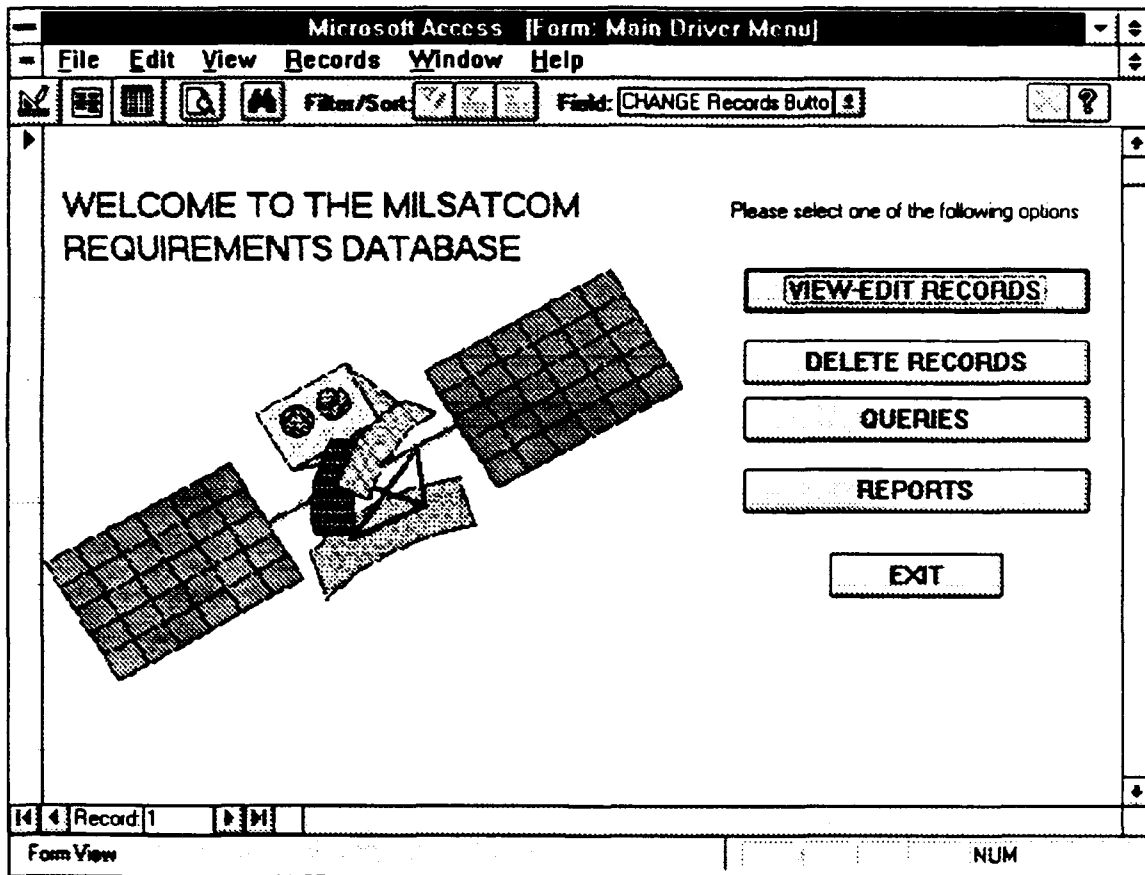 Microsoft Access [Form: Main Driver Menu]
File Edit View Records Window Help
Filter/Sort: Field: CHANGE Records Butto
WELCOME TO THE MILSATCOM
REQUIREMENTS DATABASE
Please select one of the following options
VIEW-EDIT RECORDS
DELETE RECORDS
QUERIES
REPORTS
EXIT
Record: 1
Form View NUM